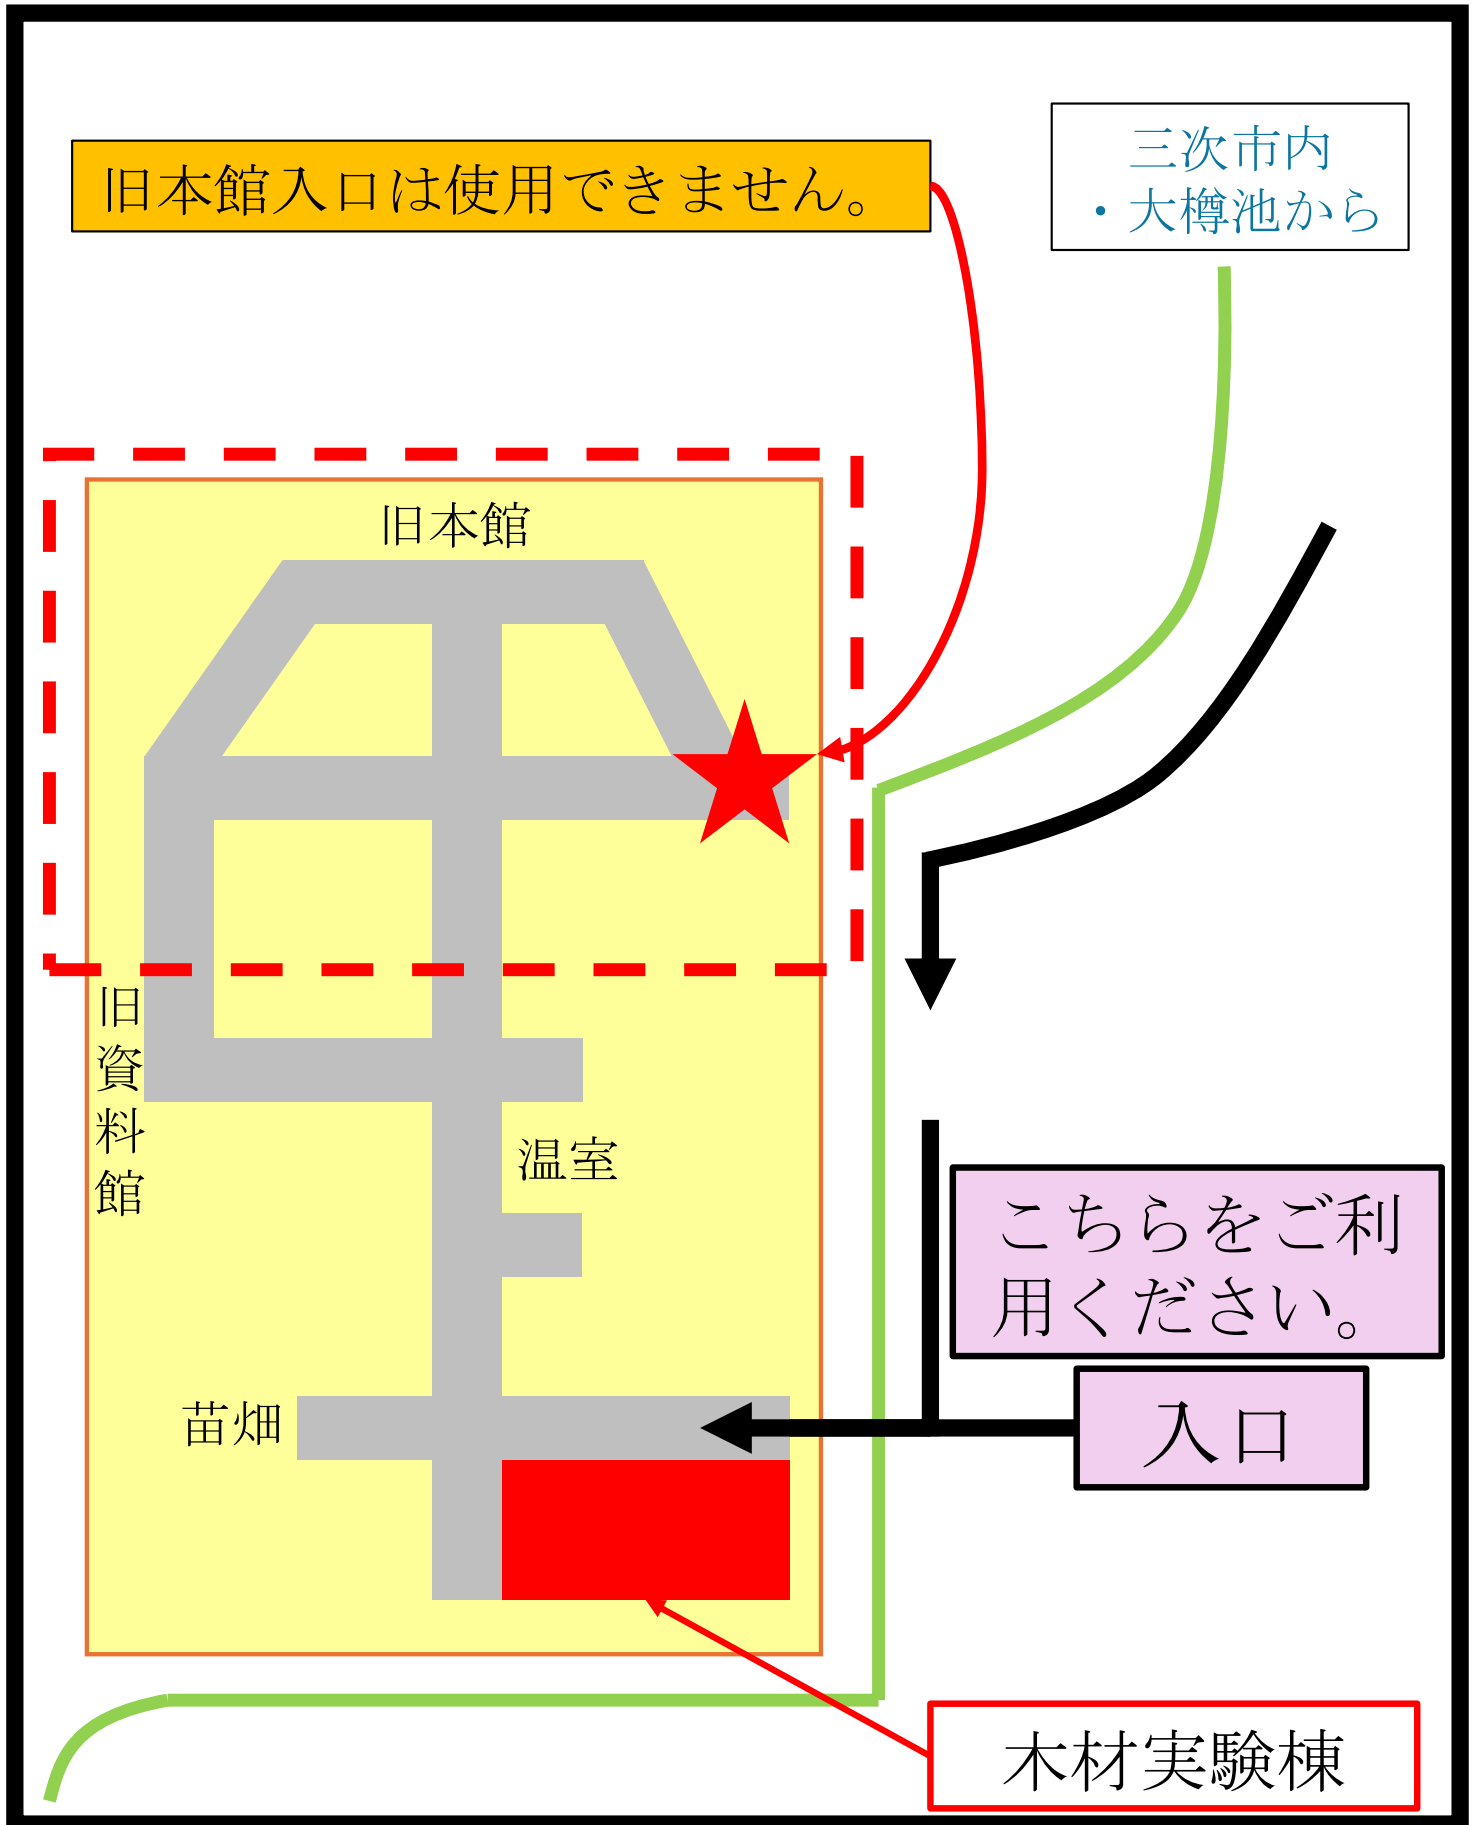 旧本館入口は使用できません。
三次市内
・大樽池から
旧本館
旧資料館
温室
こちらをご利
用ください。
苗畑
入口
木材実験棟